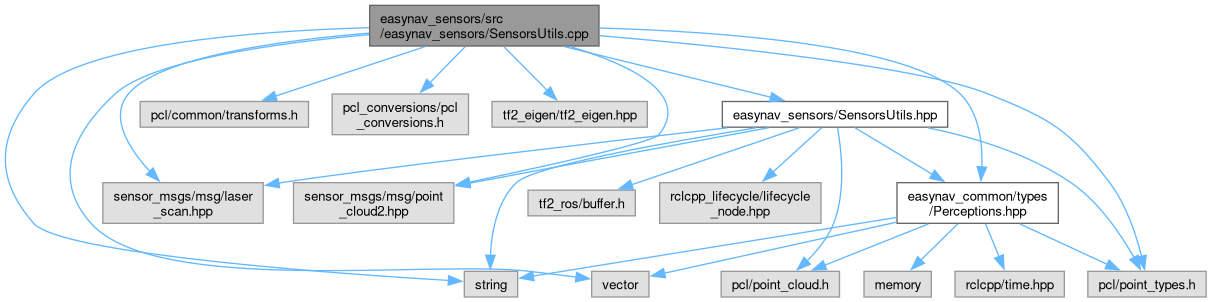 easynav_sensors/src
/easynav_sensors/SensorsUtils.cpp
pcl/common/transforms.h
pcl_conversions/pcl
_conversions.h
tf2_eigen/tf2_eigen.hpp
easynav_sensors/SensorsUtils.hpp
sensor_msgs/msg/laser
_scan.hpp
sensor_msgs/msg/point
_cloud2.hpp
tf2_ros/buffer.h
rclcpp_lifecycle/lifecycle
_node.hpp
easynav_common/types
/Perceptions.hpp
string
vector
pcl/point_cloud.h
memory
rclcpp/time.hpp
pcl/point_types.h